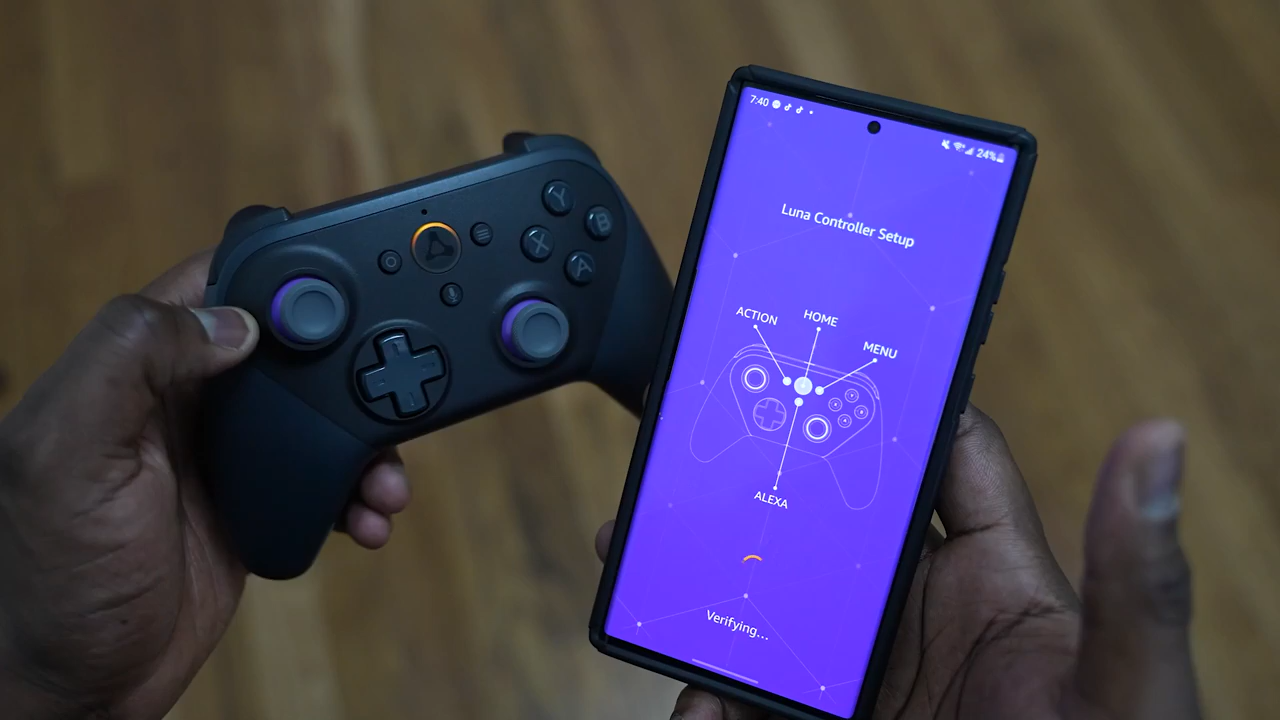 Y
B
X
A
7:40
24%
Luna Controller Setup
ACTION
HOME
MENU
ALEXA
Verifying...